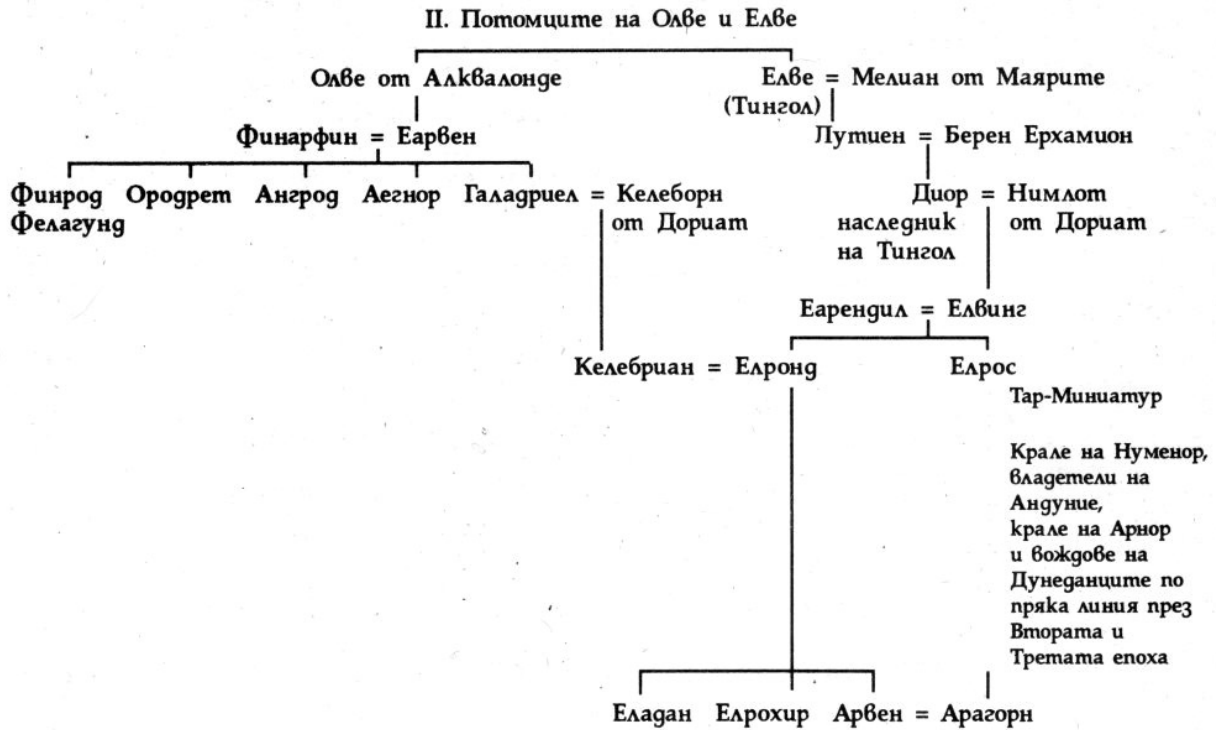 II. Потомците на Олве и Елве
Олве от Алквалонде Елве = Мелиан от Маярите
(Тингол)
Финарфин = Еарвен Лутиен = Берен Ерхамион
Финрод Ородрет Ангрод Аегнор Галадриел = Келеборн Диор = Нимлот
Фелагунд от Дориат наследник от Дориат
на Тингол
Еарендил = Елвинг
Келебриан = Елронд Елрос
Тар-Миниатур
Крале на Нуменор,
владетели на
Андуние,
крале на Арнор
и вождове на
Дунеданците по
пряка линия през
Втората и
Третата епоха
Еладан Елрохир Арвен = Арагорн